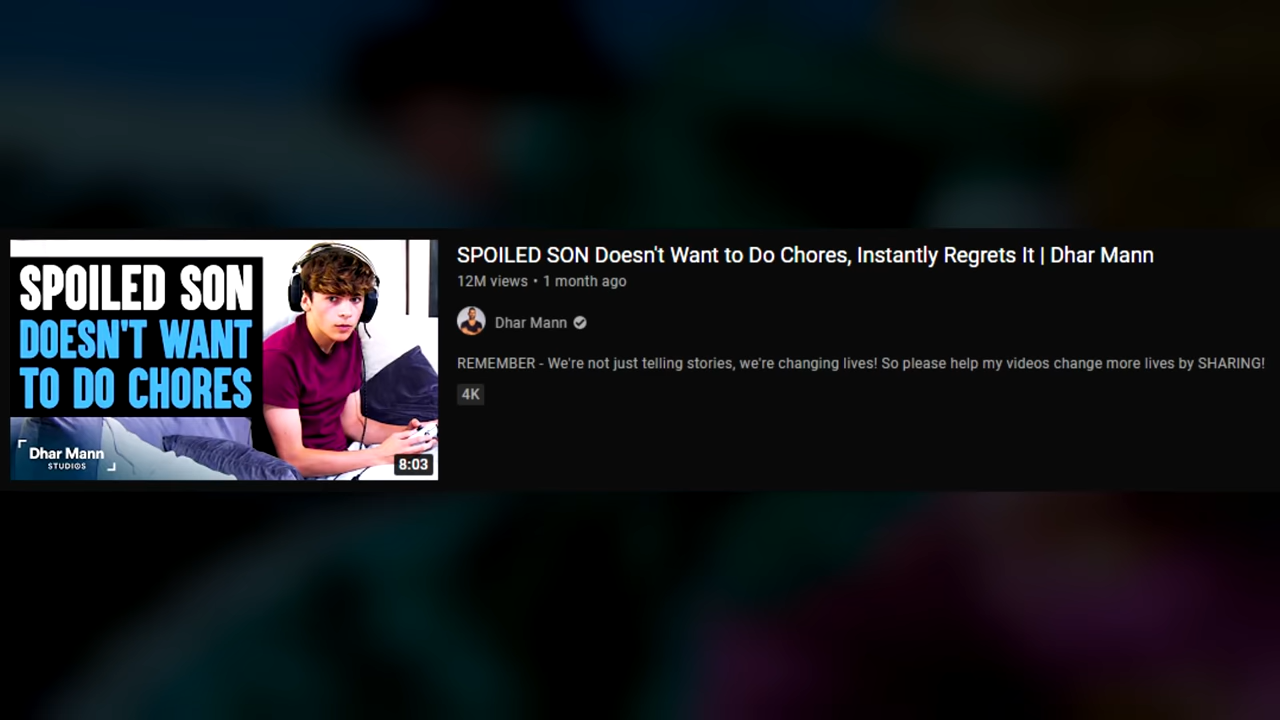 SPOILED SON
DOESN'T WANT
TO DO CHORES
Dhar Mann
STUDIOS
8:03
SPOILED SON Doesn't Want to Do Chores, Instantly Regrets It | Dhar Mann
12M views • 1 month ago
Dhar Mann
REMEMBER - We're not just telling stories, we're changing lives! So please help my videos change more lives by SHARING!
4K